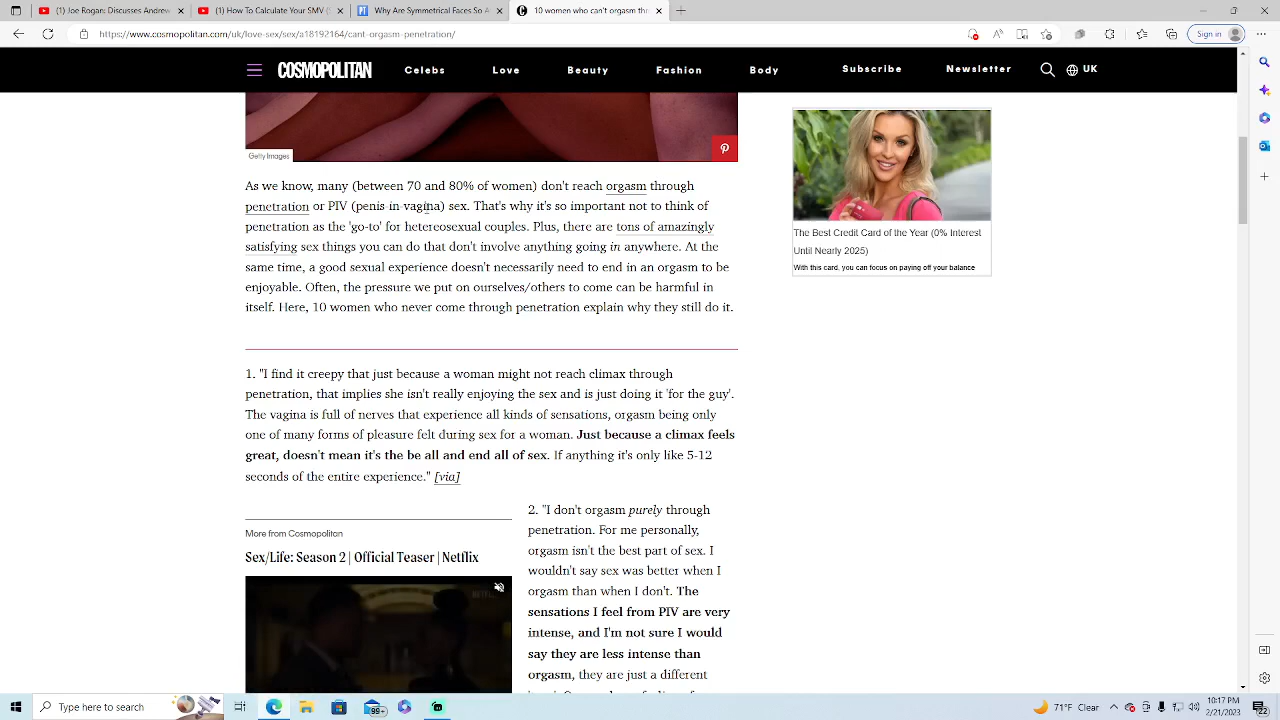 (1) Joe Rogan Discusses Andrew
(1) How To Calculate Your SMV (S
Why Are Symmetical Faces So A
10 women who can't orgasm thr
https://www.cosmopolitan.com/uk/love-sex/sex/a18192164/cant-orgasm-penetration/
Sign in
COSMOPOLITAN
Celebs
Love
Beauty
Fashion
Body
Subscribe
Newsletter
UK
Getty Images
As we know, many (between 70 and 80% of women) don't reach orgasm through
penetration or PIV (penis-in-vagina) sex. That's why it's so important not to think of
penetration as the 'go-to' for heterosexual couples. Plus, there are tons of amazingly
satisfying sex things you can do that don't involve anything going in anywhere. At the
same time, a good sexual experience doesn't necessarily need to end in an orgasm to be
enjoyable. Often, the pressure we put on ourselves/others to come can be harmful in
itself. Here, 10 women who never come through penetration explain why they still do it.
1. "I find it creepy that just because a woman might not reach climax through
penetration, that implies she isn't really enjoying the sex and is just doing it 'for the guy'.
The vagina is full of nerves that experience all kinds of sensations, orgasm being only
one of many forms of pleasure felt during sex for a woman. Just because a climax feels
great, doesn't mean it's the be all and end all of sex. If anything it's only like 5-12
seconds of the entire experience." [via]
More from Cosmopolitan
Sex/Life: Season 2 | Official Teaser | Netflix
2. "I don't orgasm purely through
penetration. For me personally,
orgasm isn't the best part of sex. I
wouldn't say sex was better when I
orgasm than when I don't. The
sensations I feel from PIV are very
intense, and I'm not sure I would
say they are less intense than
orgasm, they are just a different
The Best Credit Card of the Year (0% Interest
Until Nearly 2025)
With this card, you can focus on paying off your balance
Type here to search
99+
71°F Clear
10:17 PM
2/21/2023
22